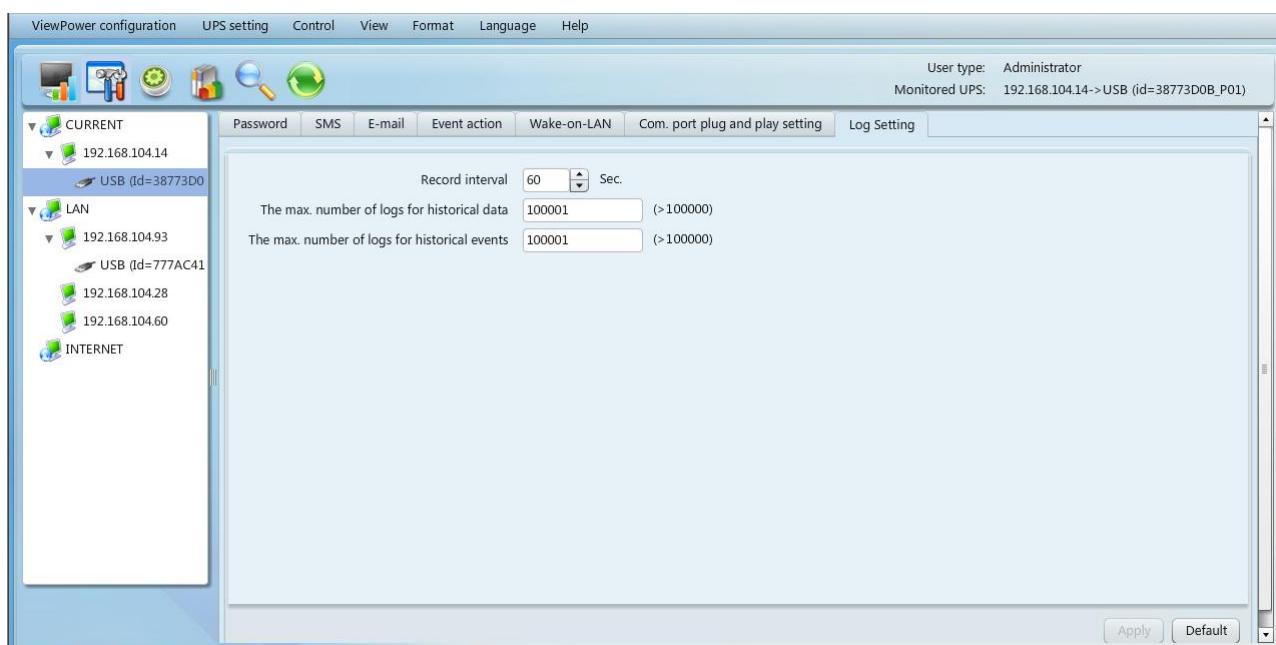 ViewPower configuration UPS setting Control View Format Language Help
User type: Administrator
Monitored UPS: 192.168.104.14->USB (id=38773D0B_P01)
CURRENT
192.168.104.14
USB (Id=38773D0
LAN
192.168.104.93
USB (Id=777AC41
192.168.104.28
192.168.104.60
INTERNET
Password SMS E-mail Event action Wake-on-LAN Com. port plug and play setting Log Setting
Record interval 60 Sec.
The max. number of logs for historical data 100001 (>100000)
The max. number of logs for historical events 100001 (>100000)
Apply Default